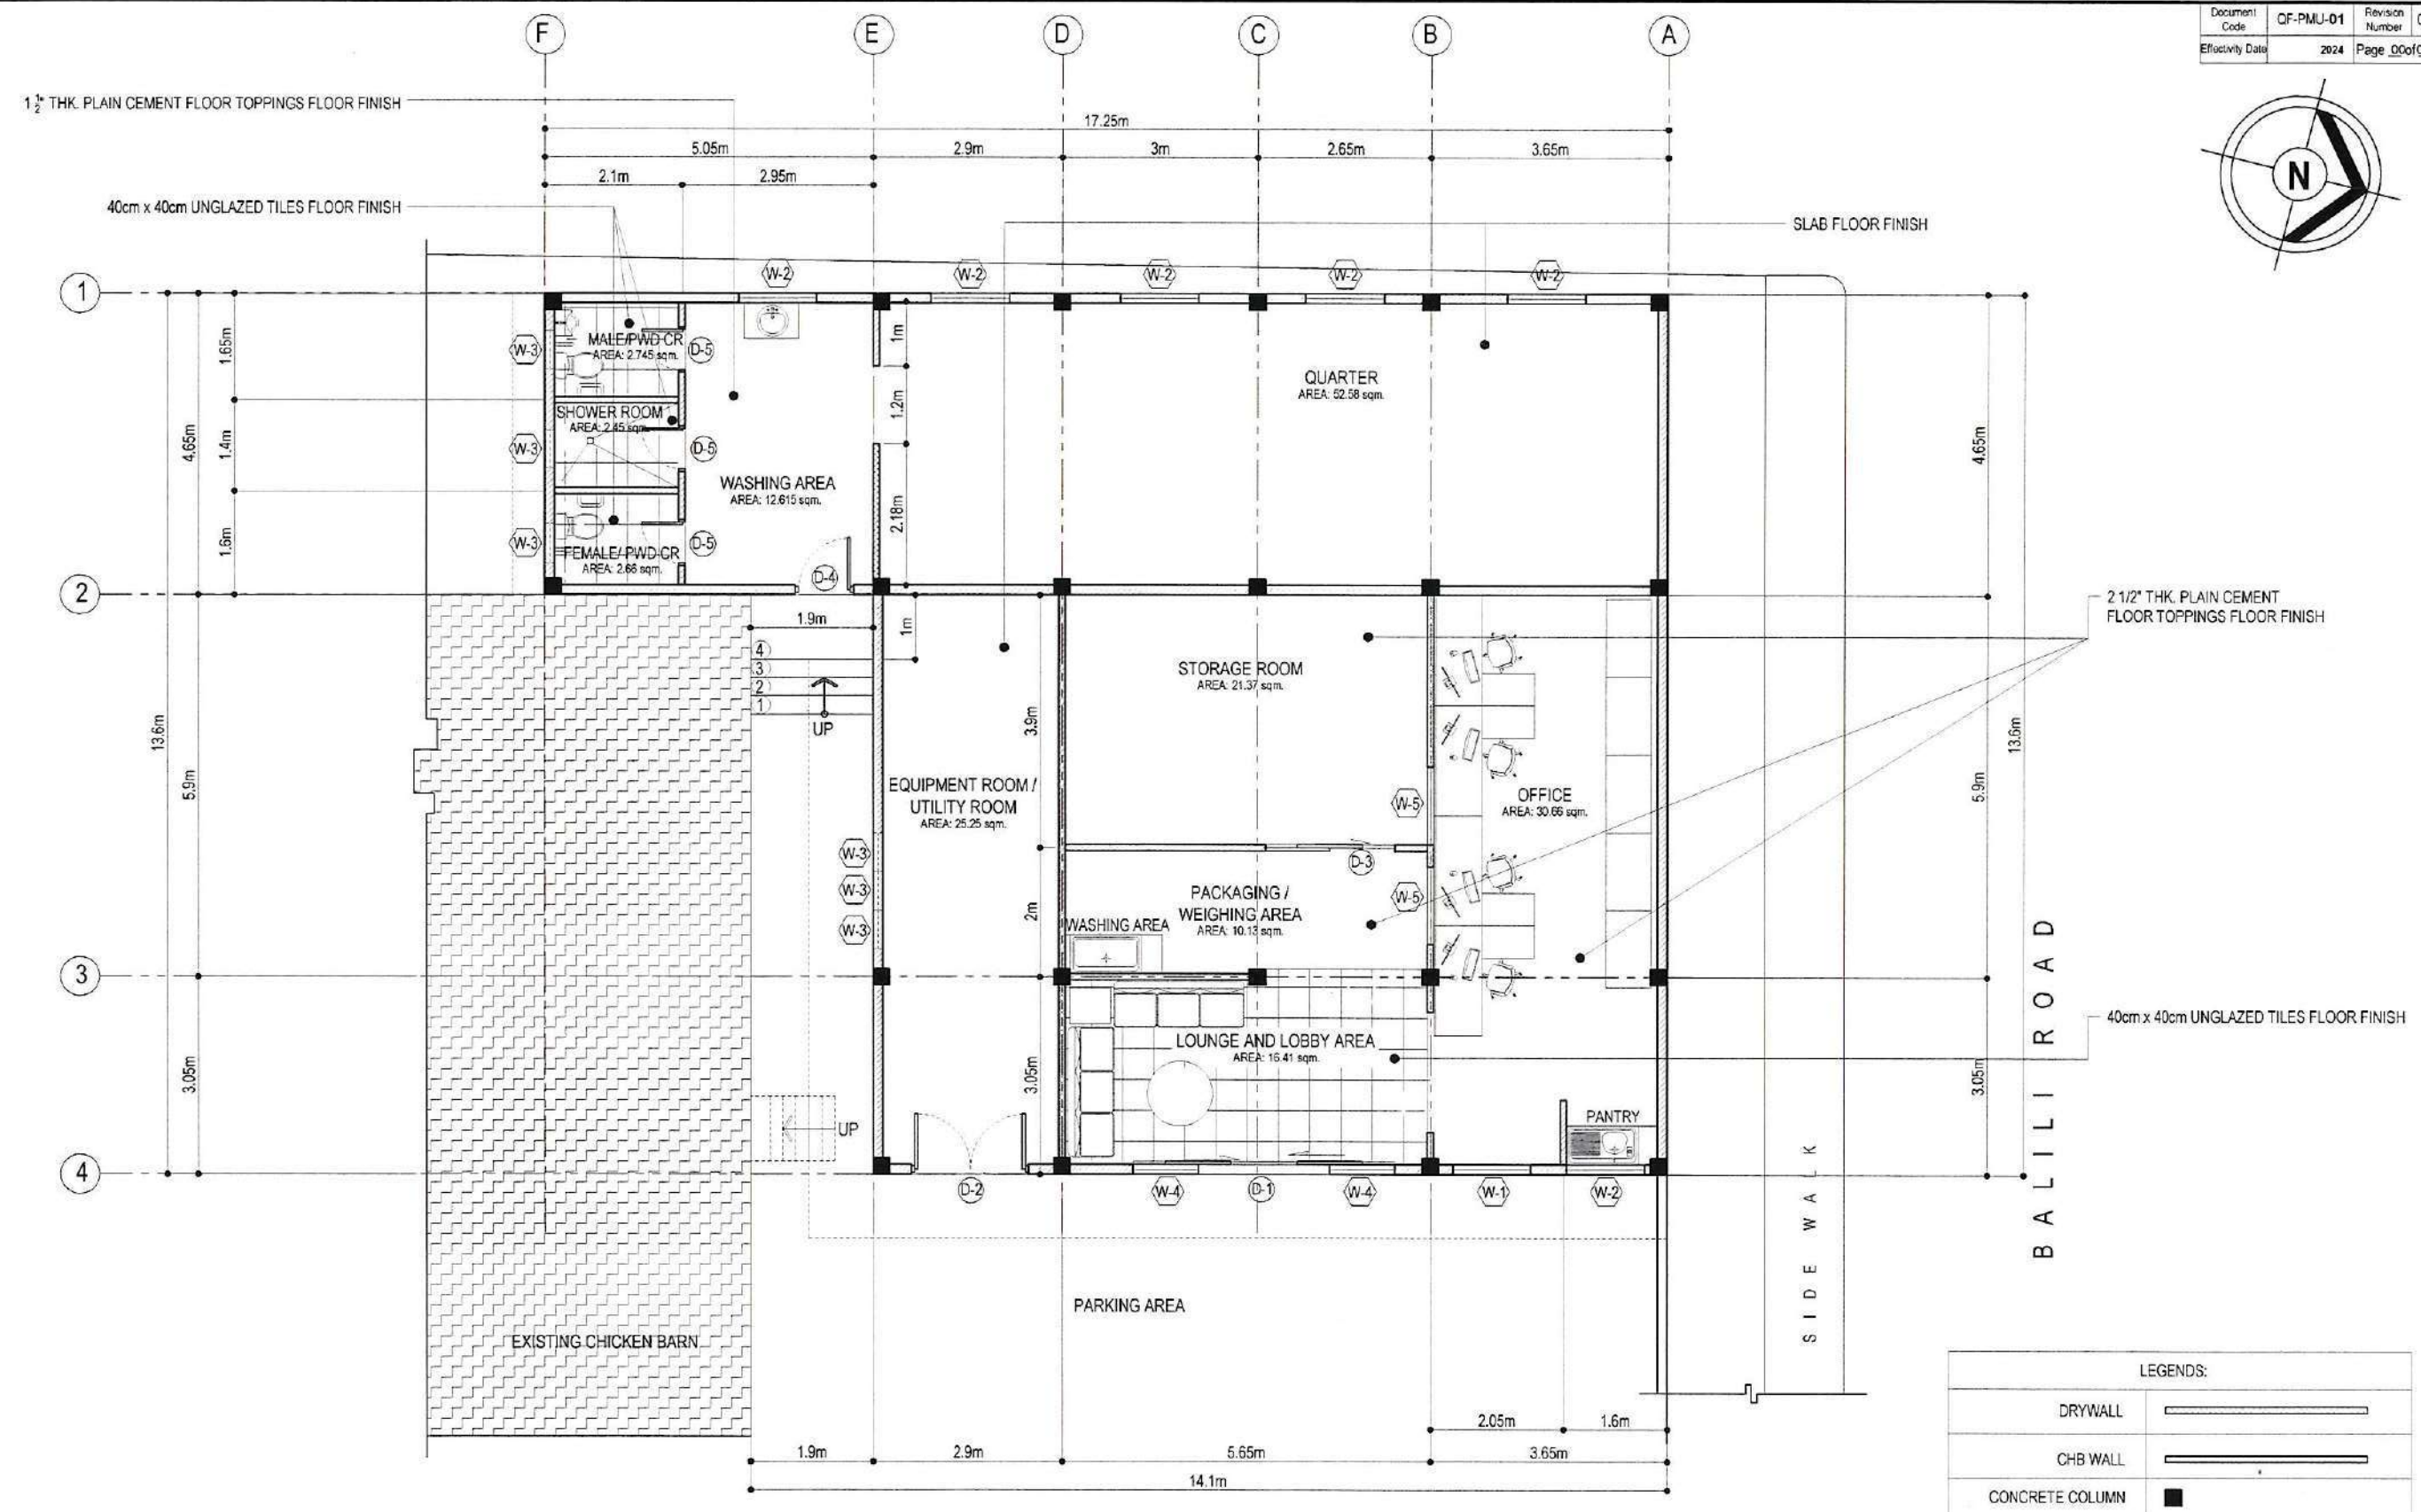 Document Code
QF-PMU-01
Revision Number
Effectivity Date
2024
Page 00of
F
E
D
C
B
A
1 1/2" THK. PLAIN CEMENT FLOOR TOPPINGS FLOOR FINISH
17.25m
5.05m
2.9m
3m
2.65m
3.65m
2.1m
2.95m
N
40cm x 40cm UNGLAZED TILES FLOOR FINISH
SLAB FLOOR FINISH
W-2
W-2
W-2
W-2
W-2
1
1.65m
4.65m
1.4m
1.6m
W-3
W-3
W-3
MALE/PWD CR
AREA: 2.745 sqm.
D-5
SHOWER ROOM
AREA: 2.45 sqm.
D-5
FEMALE/ PWD CR
AREA: 2.66 sqm.
D-5
WASHING AREA
AREA: 12.615 sqm.
D-4
1m
1.2m
2.18m
QUARTER
AREA: 52.58 sqm.
4.65m
2
1.9m
1m
4
3
2
1
UP
STORAGE ROOM
AREA: 21.37 sqm.
2 1/2" THK. PLAIN CEMENT
FLOOR TOPPINGS FLOOR FINISH
13.6m
5.9m
3.9m
EQUIPMENT ROOM /
UTILITY ROOM
AREA: 25.25 sqm.
W-3
W-3
W-3
W-5
OFFICE
AREA: 30.66 sqm.
5.9m
13.6m
D-3
PACKAGING /
WEIGHING AREA
AREA: 10.13 sqm.
W-5
WASHING AREA
2m
3
40cm x 40cm UNGLAZED TILES FLOOR FINISH
LOUNGE AND LOBBY AREA
AREA: 16.41 sqm.
3.05m
3.05m
3.05m
UP
PANTRY
4
D-2
W-4
D-1
W-4
W-1
W-2
BALILI ROAD
SIDE WALK
PARKING AREA
EXISTING CHICKEN BARN
2.05m
1.6m
1.9m
2.9m
5.65m
3.65m
14.1m
LEGENDS:
DRYWALL
CHB WALL
CONCRETE COLUMN